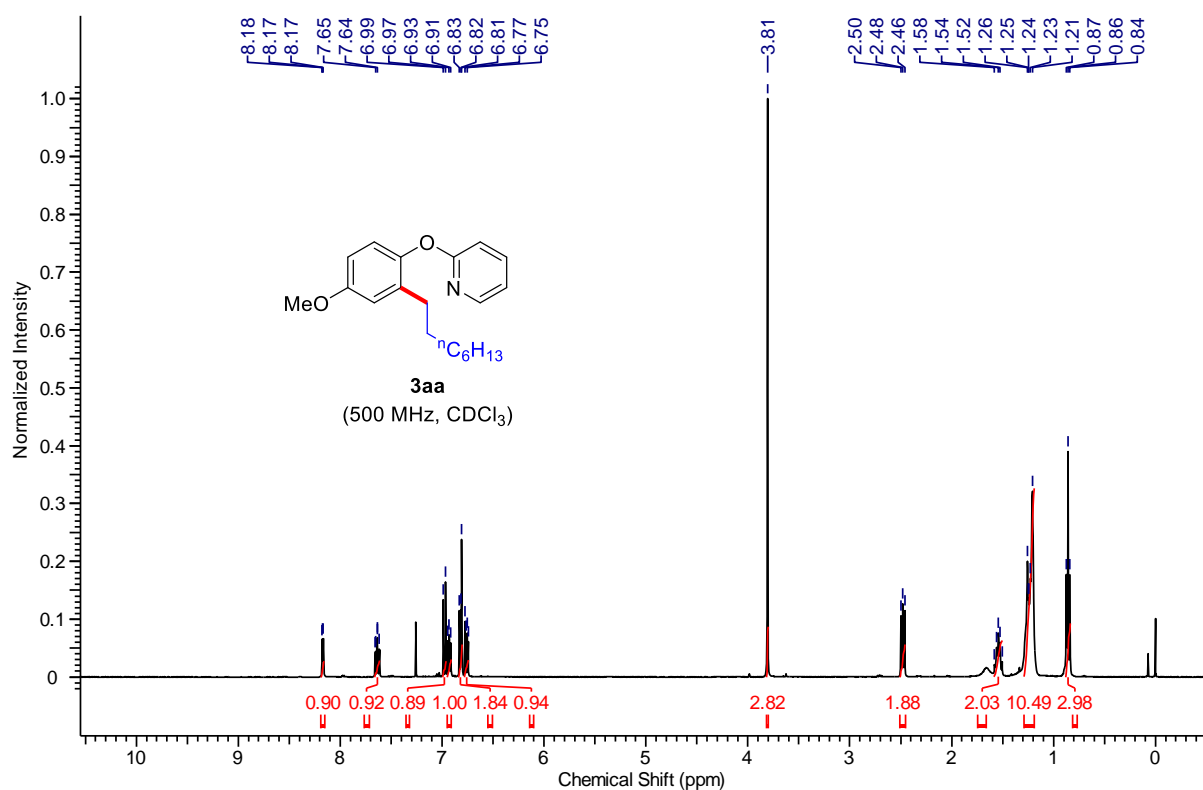 8.18 8.17 8.17 7.65 7.64 6.99 6.97 6.93 6.91 6.83 6.82 6.81 6.77 6.75 3.81 2.50 2.48 2.46 1.58 1.54 1.52 1.26 1.25 1.24 1.23 1.21 0.87 0.86 0.84
1.0
0.9
0.8
0.7
0.6
0.5
0.4
0.3
0.2
0.1
0
Normalized Intensity
O
N
MeO
ⁿC₆H₁₃
3aa
(500 MHz, CDCl₃)
0.90 0.92 0.89 1.00 1.84 0.94 2.82 1.88 2.03 10.49 2.98
10 9 8 7 6 5 4 3 2 1 0
Chemical Shift (ppm)